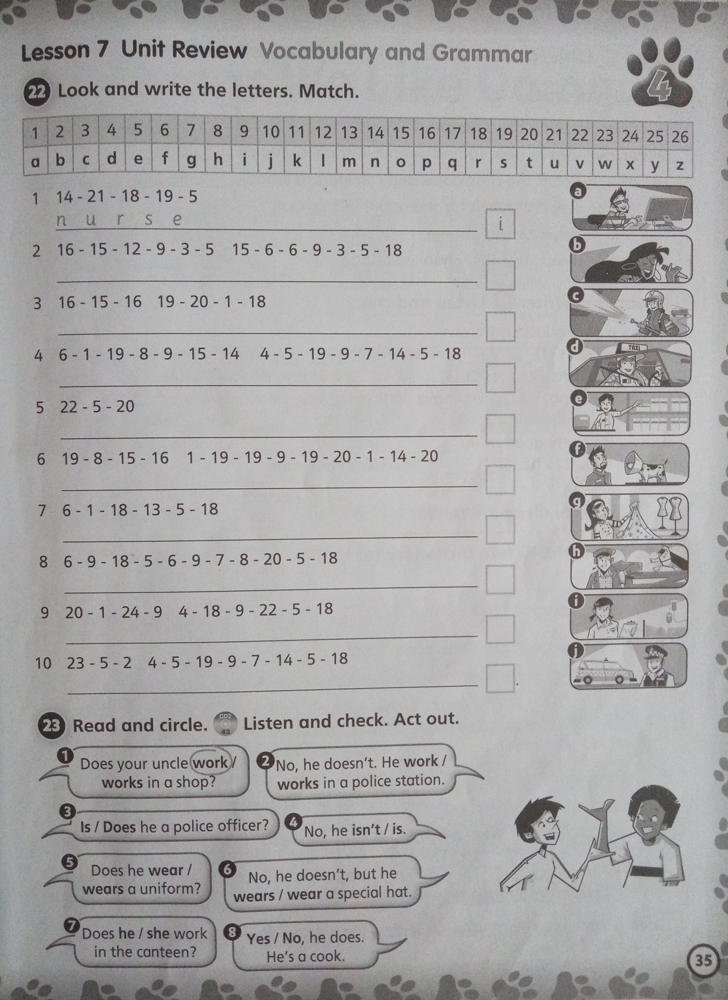 Lesson 7 Unit Review Vocabulary and Grammar
4
22 Look and write the letters. Match.
1 2 3 4 5 6 7 8 9 10 11 12 13 14 15 16 17 18 19 20 21 22 23 24 25 26
a b c d e f g h i j k l m n o p q r s t u v w x y z
1 14 - 21 - 18 - 19 - 5
n u r s e
i
2 16 - 15 - 12 - 9 - 3 - 5 15 - 6 - 6 - 9 - 3 - 5 - 18
3 16 - 15 - 16 19 - 20 - 1 - 18
4 6 - 1 - 19 - 8 - 9 - 15 - 14 4 - 5 - 19 - 9 - 7 - 14 - 5 - 18
5 22 - 5 - 20
6 19 - 8 - 15 - 16 1 - 19 - 19 - 9 - 19 - 20 - 1 - 14 - 20
7 6 - 1 - 18 - 13 - 5 - 18
8 6 - 9 - 18 - 5 - 6 - 9 - 7 - 8 - 20 - 5 - 18
9 20 - 1 - 24 - 9 4 - 18 - 9 - 22 - 5 - 18
10 23 - 5 - 2 4 - 5 - 19 - 9 - 7 - 14 - 5 - 18
a
b
c
d
TAXI
e
f
g
h
i
j
23 Read and circle. CD2 43 Listen and check. Act out.
1 Does your uncle work /
works in a shop?
2 No, he doesn't. He work /
works in a police station.
3 Is / Does he a police officer?
4 No, he isn't / is.
5 Does he wear /
wears a uniform?
6 No, he doesn't, but he
wears / wear a special hat.
7 Does he / she work
in the canteen?
8 Yes / No, he does.
He's a cook.
35